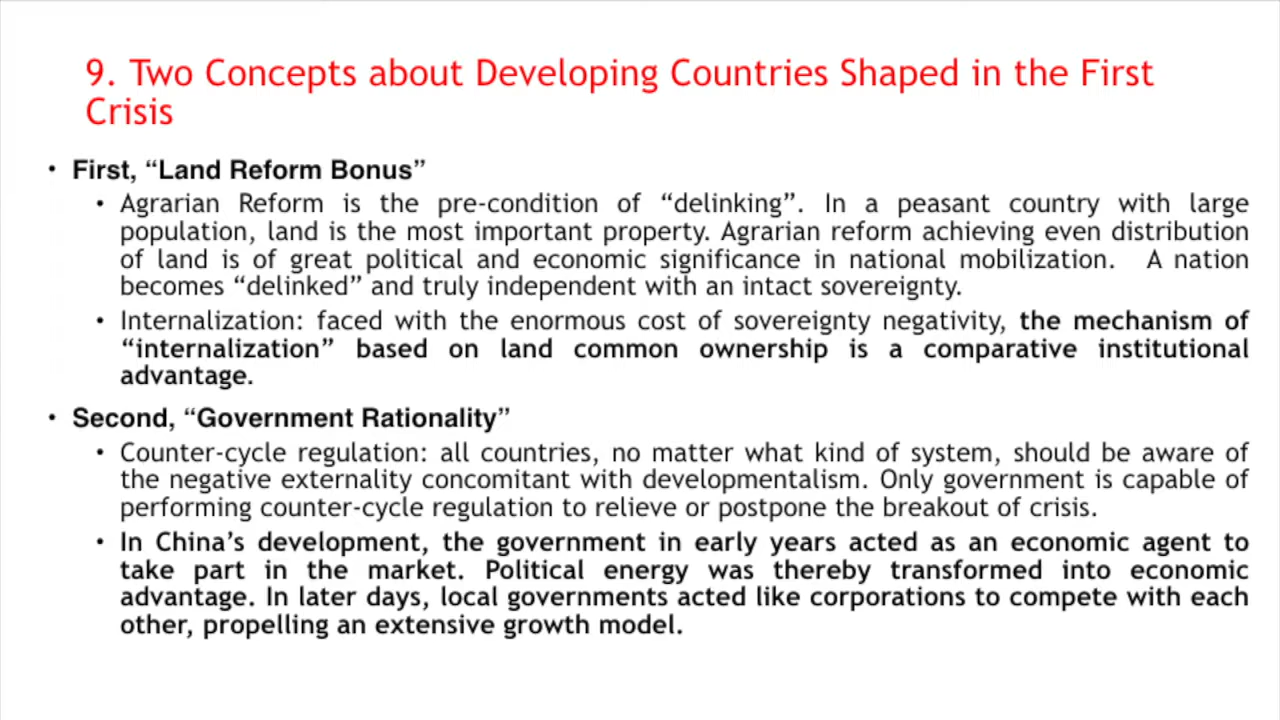 9. Two Concepts about Developing Countries Shaped in the First
Crisis
• First, “Land Reform Bonus”
• Agrarian Reform is the pre-condition of “delinking”. In a peasant country with large
population, land is the most important property. Agrarian reform achieving even distribution
of land is of great political and economic significance in national mobilization. A nation
becomes “delinked” and truly independent with an intact sovereignty.
• Internalization: faced with the enormous cost of sovereignty negativity, the mechanism of
“internalization” based on land common ownership is a comparative institutional
advantage.
• Second, “Government Rationality”
• Counter-cycle regulation: all countries, no matter what kind of system, should be aware of
the negative externality concomitant with developmentalism. Only government is capable of
performing counter-cycle regulation to relieve or postpone the breakout of crisis.
• In China’s development, the government in early years acted as an economic agent to
take part in the market. Political energy was thereby transformed into economic
advantage. In later days, local governments acted like corporations to compete with each
other, propelling an extensive growth model.